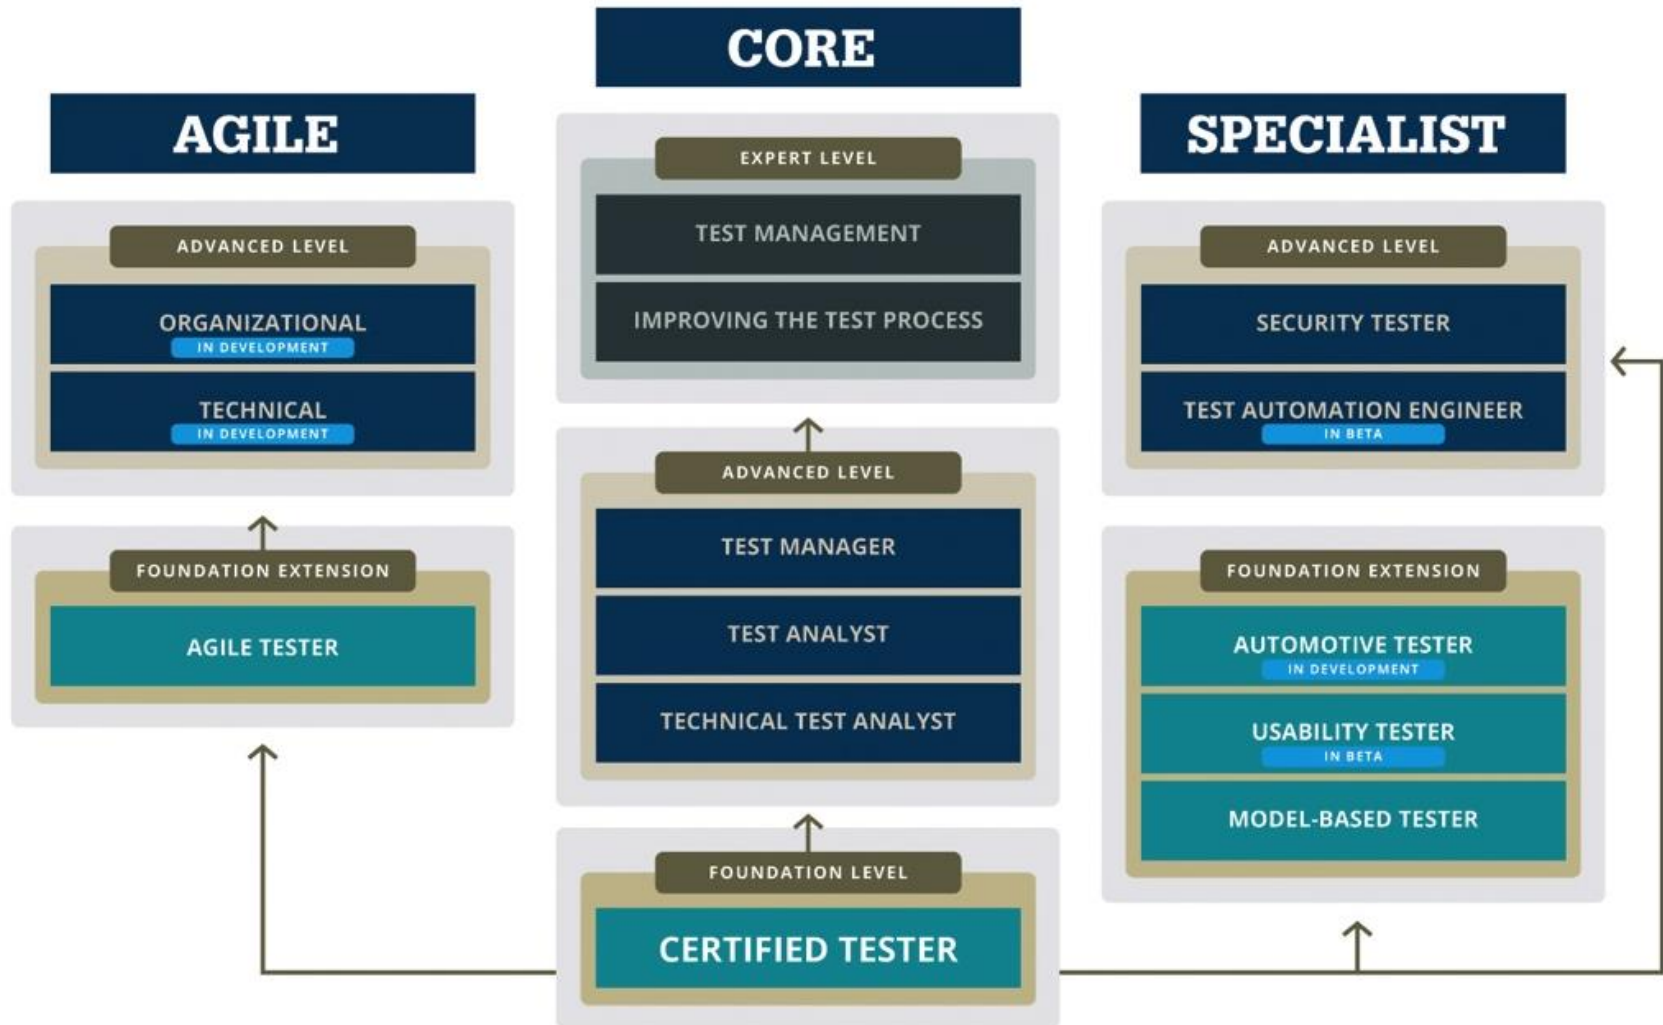 CORE
AGILE
SPECIALIST
EXPERT LEVEL
TEST MANAGEMENT
IMPROVING THE TEST PROCESS
ADVANCED LEVEL
ORGANIZATIONAL
IN DEVELOPMENT
TECHNICAL
IN DEVELOPMENT
FOUNDATION EXTENSION
AGILE TESTER
ADVANCED LEVEL
TEST MANAGER
TEST ANALYST
TECHNICAL TEST ANALYST
FOUNDATION LEVEL
CERTIFIED TESTER
ADVANCED LEVEL
SECURITY TESTER
TEST AUTOMATION ENGINEER
IN BETA
FOUNDATION EXTENSION
AUTOMOTIVE TESTER
IN DEVELOPMENT
USABILITY TESTER
IN BETA
MODEL-BASED TESTER